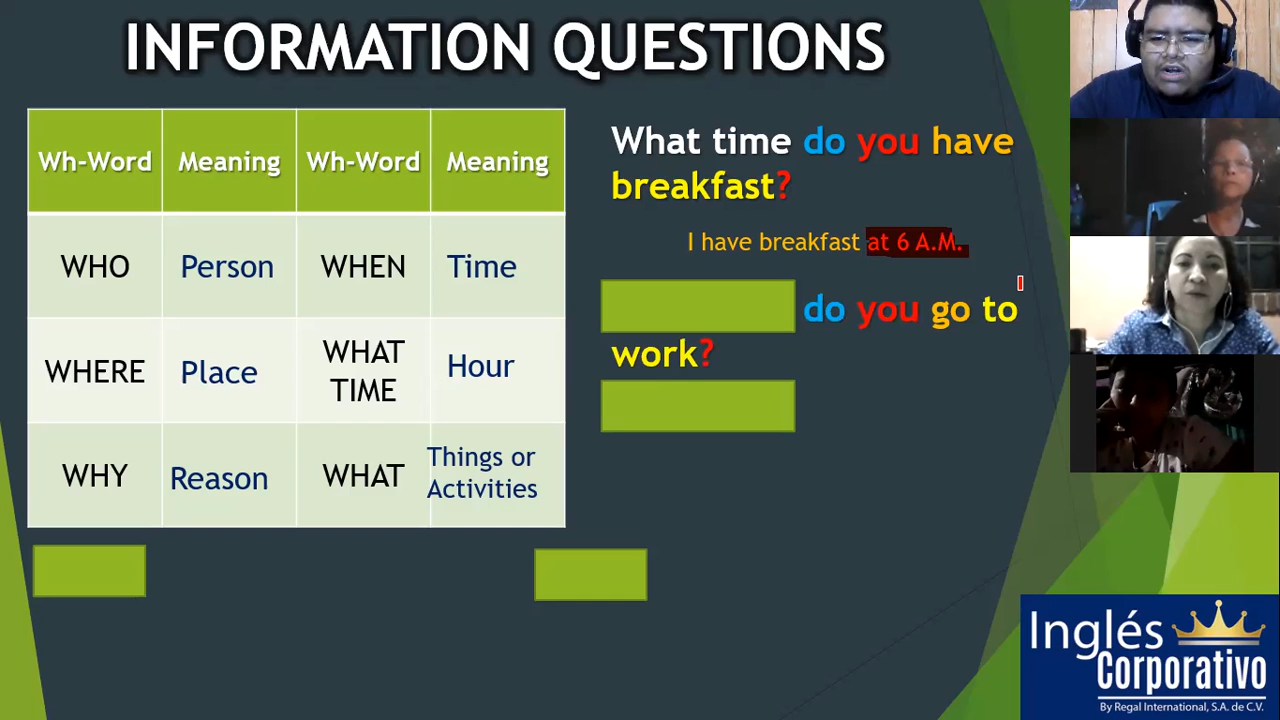 INFORMATION QUESTIONS
Wh-Word Meaning Wh-Word Meaning
WHO Person WHEN Time
WHERE Place WHAT TIME Hour
WHY Reason WHAT Things or Activities
What time do you have
breakfast?
I have breakfast at 6 A.M.
do you go to
work?
Inglés
Corporativo
By Regal International, S.A. de C.V.